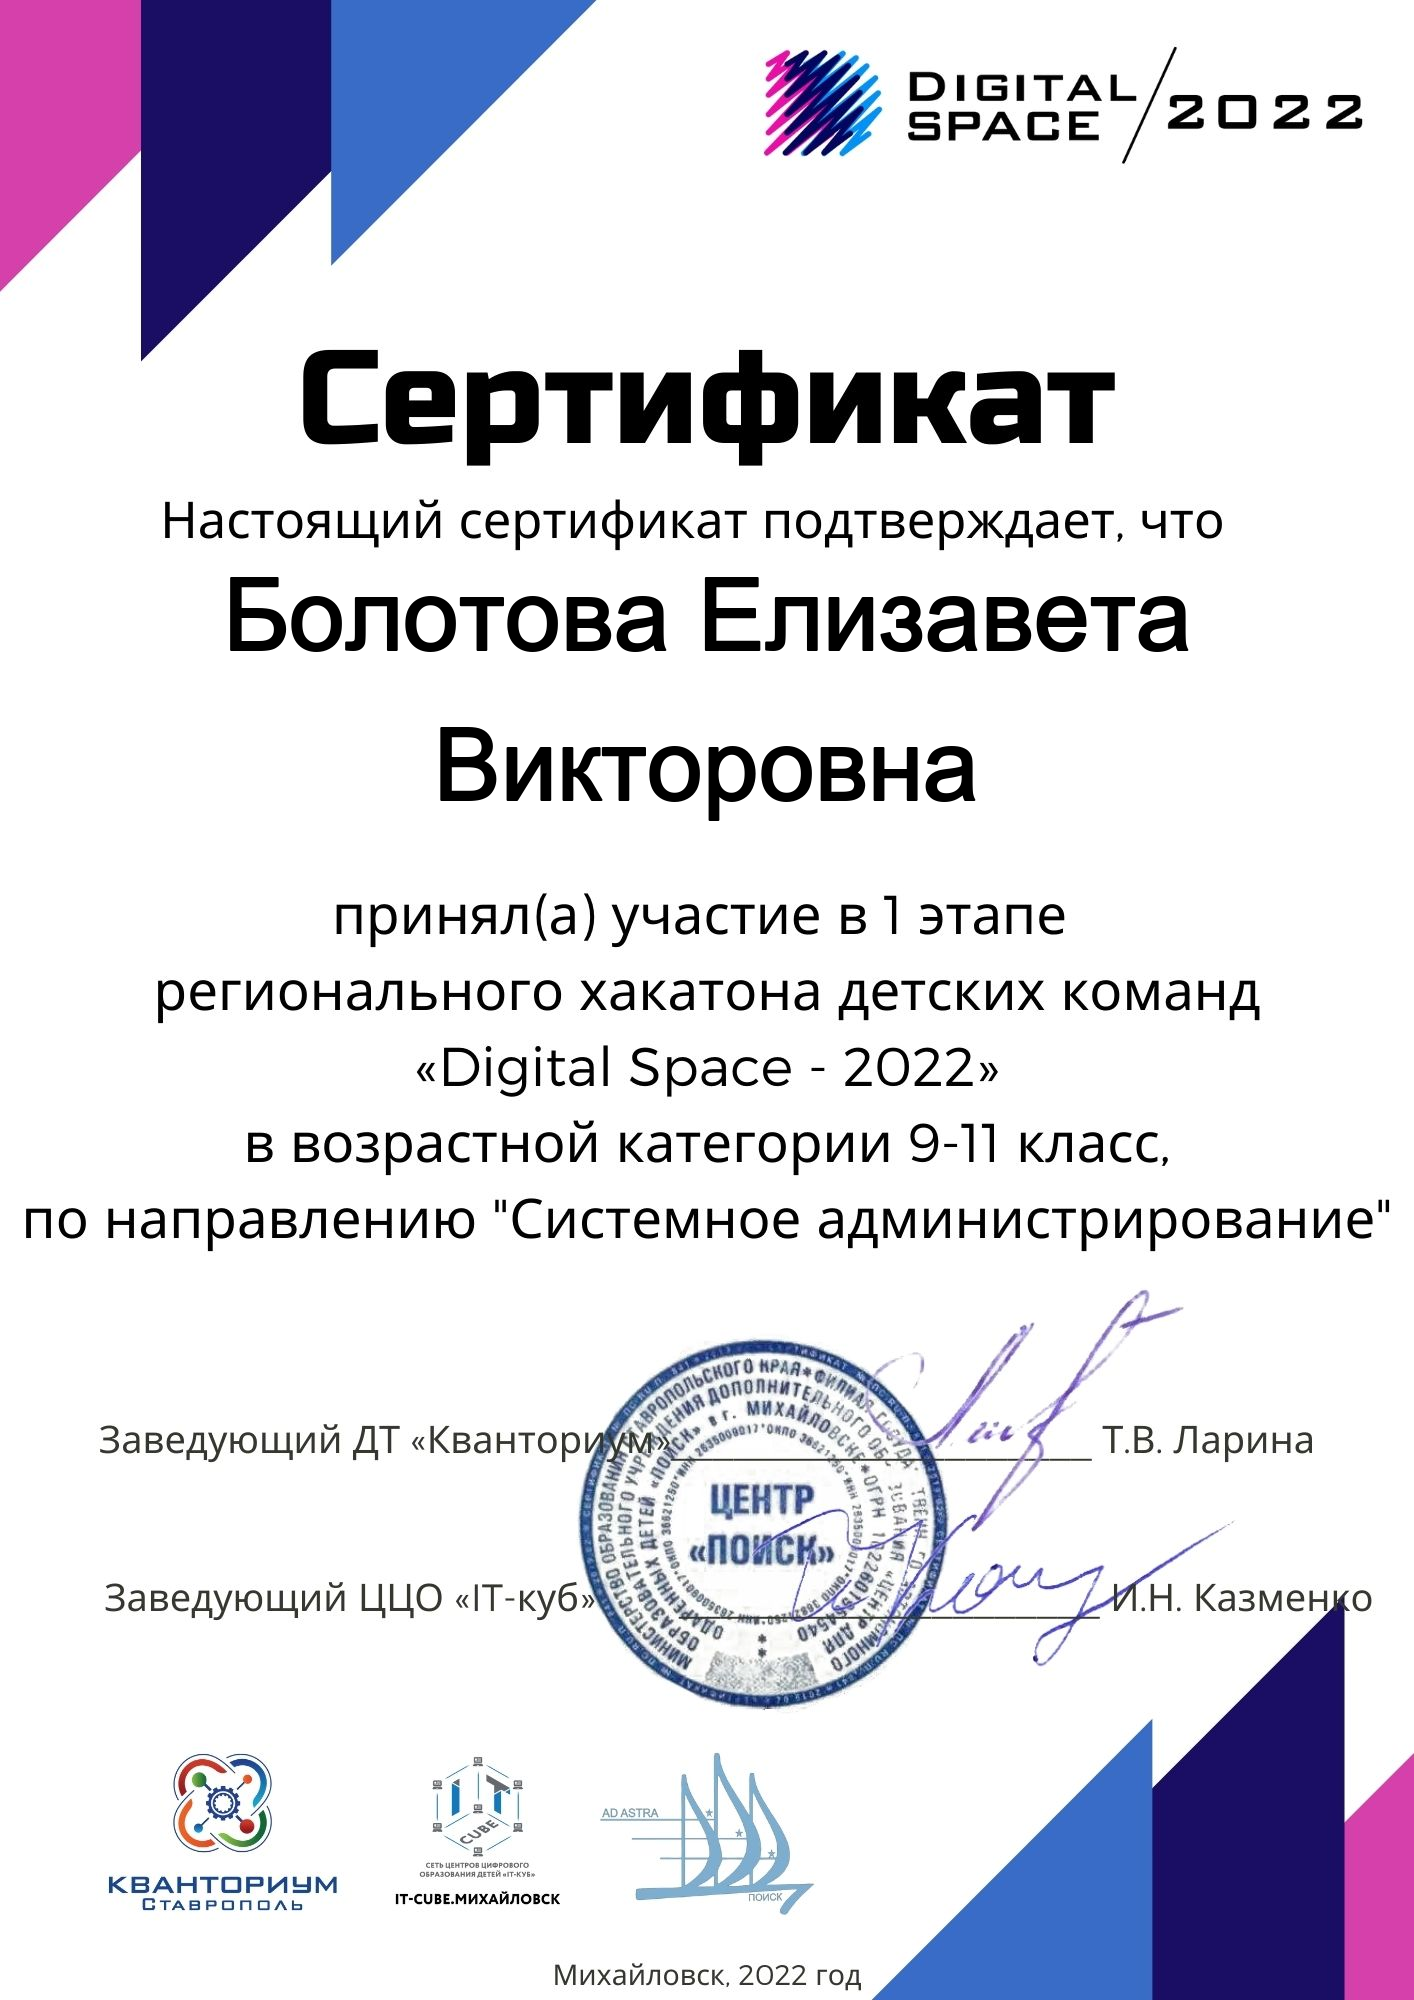 DIGITAL
SPACE
2022
Сертификат
Настоящий сертификат подтверждает, что
Болотова Елизавета
Викторовна
принял(а) участие в 1 этапе
регионального хакатона детских команд
«Digital Space - 2022»
в возрастной категории 9-11 класс,
по направлению "Системное администрирование"
Заведующий ДТ «Кванториум» Т.В. Ларина
ЦЕНТР
«ПОИСК»
Заведующий ЦЦО «IT-куб» И.Н. Казменко
КВАНТОРИУМ
СТАВРОПОЛЬ
IT
CUBE
СЕТЬ ЦЕНТРОВ ЦИФРОВОГО
ОБРАЗОВАНИЯ ДЕТЕЙ «IT-КУБ»
IT-CUBE.МИХАЙЛОВСК
AD ASTRA
ПОИСК
Михайловск, 2022 год